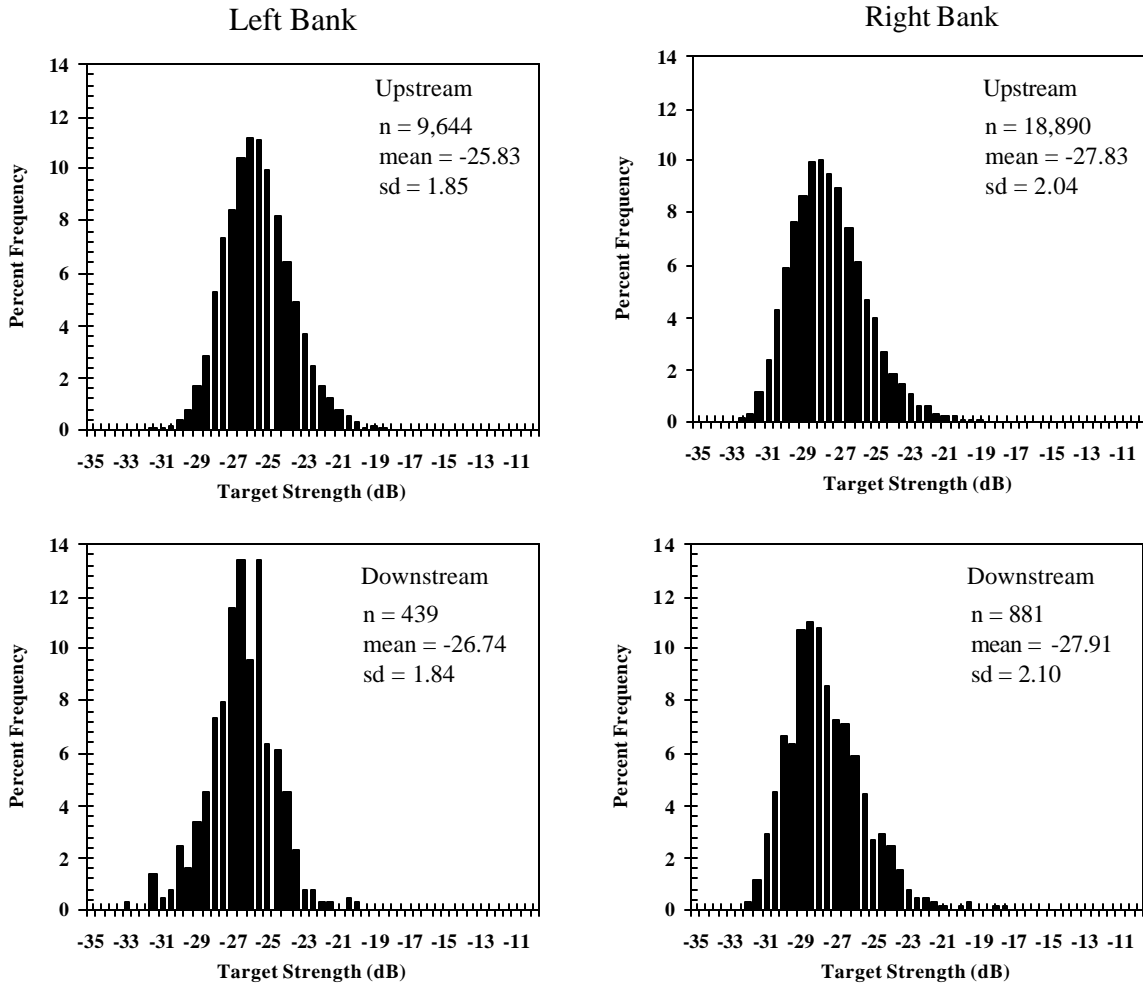 Left Bank
Right Bank
14
12
10
8
6
4
2
0
Percent Frequency
Upstream
n = 9,644
mean = -25.83
sd = 1.85
-35 -33 -31 -29 -27 -25 -23 -21 -19 -17 -15 -13 -11
Target Strength (dB)
14
12
10
8
6
4
2
0
Percent Frequency
Upstream
n = 18,890
mean = -27.83
sd = 2.04
-35 -33 -31 -29 -27 -25 -23 -21 -19 -17 -15 -13 -11
Target Strength (dB)
14
12
10
8
6
4
2
0
Percent Frequency
Downstream
n = 439
mean = -26.74
sd = 1.84
-35 -33 -31 -29 -27 -25 -23 -21 -19 -17 -15 -13 -11
Target Strength (dB)
14
12
10
8
6
4
2
0
Percent Frequency
Downstream
n = 881
mean = -27.91
sd = 2.10
-35 -33 -31 -29 -27 -25 -23 -21 -19 -17 -15 -13 -11
Target Strength (dB)